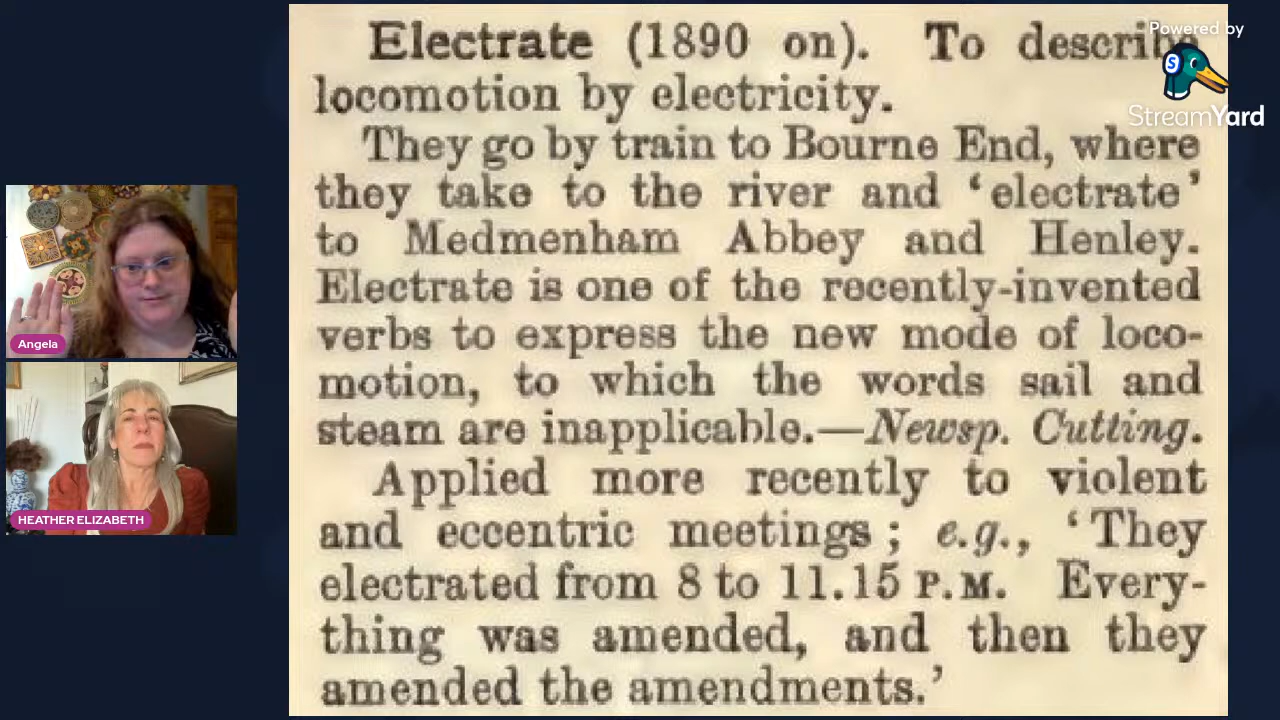 Electrate (1890 on). To describe
locomotion by electricity.
They go by train to Bourne End, where
they take to the river and ‘electrate’
to Medmenham Abbey and Henley.
Electrate is one of the recently-invented
verbs to express the new mode of loco-
motion, to which the words sail and
steam are inapplicable.—Newsp. Cutting.
Applied more recently to violent
and eccentric meetings; e.g., ‘They
electrated from 8 to 11.15 P.M. Every-
thing was amended, and then they
amended the amendments.’
Powered by
S
StreamYard
Angela
HEATHER ELIZABETH